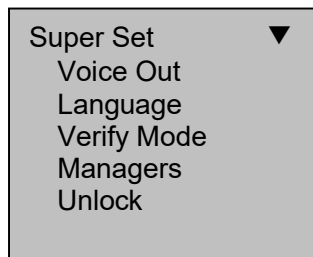 Super Set ▼
Voice Out
Language
Verify Mode
Managers
Unlock